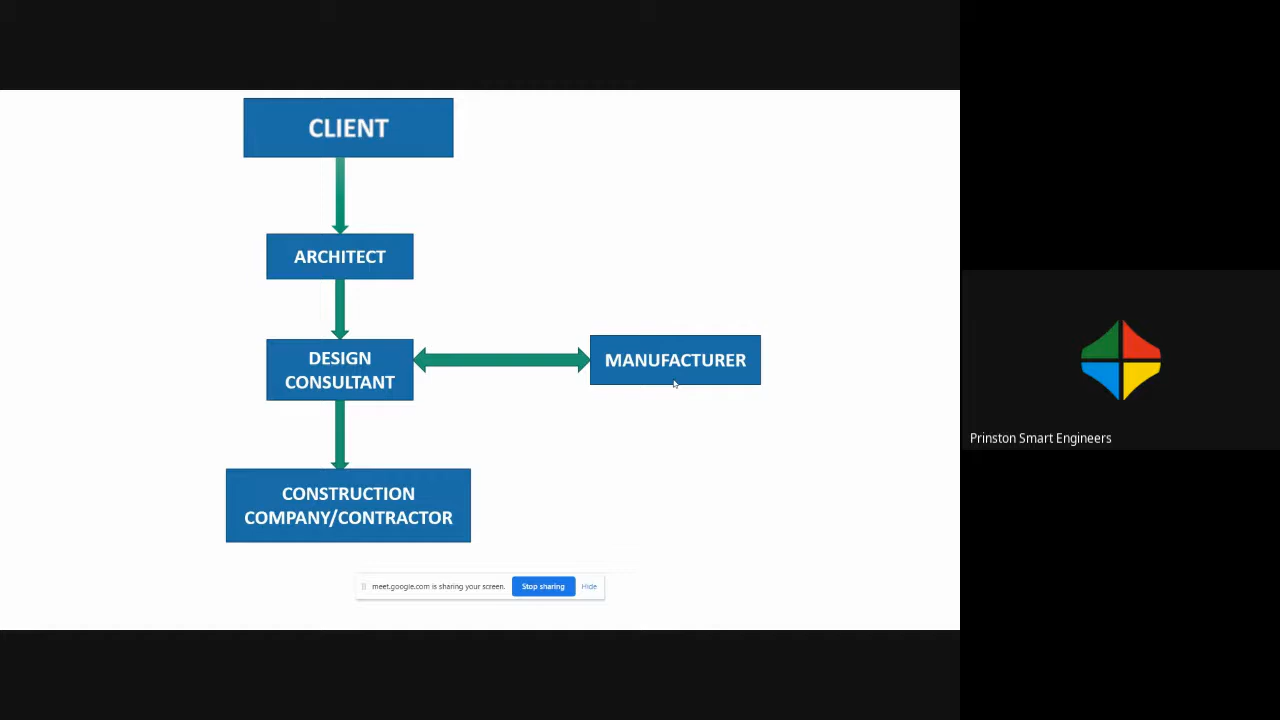 CLIENT
ARCHITECT
DESIGN
CONSULTANT
MANUFACTURER
CONSTRUCTION
COMPANY/CONTRACTOR
meet.google.com is sharing your screen.
Stop sharing
Hide
Prinston Smart Engineers